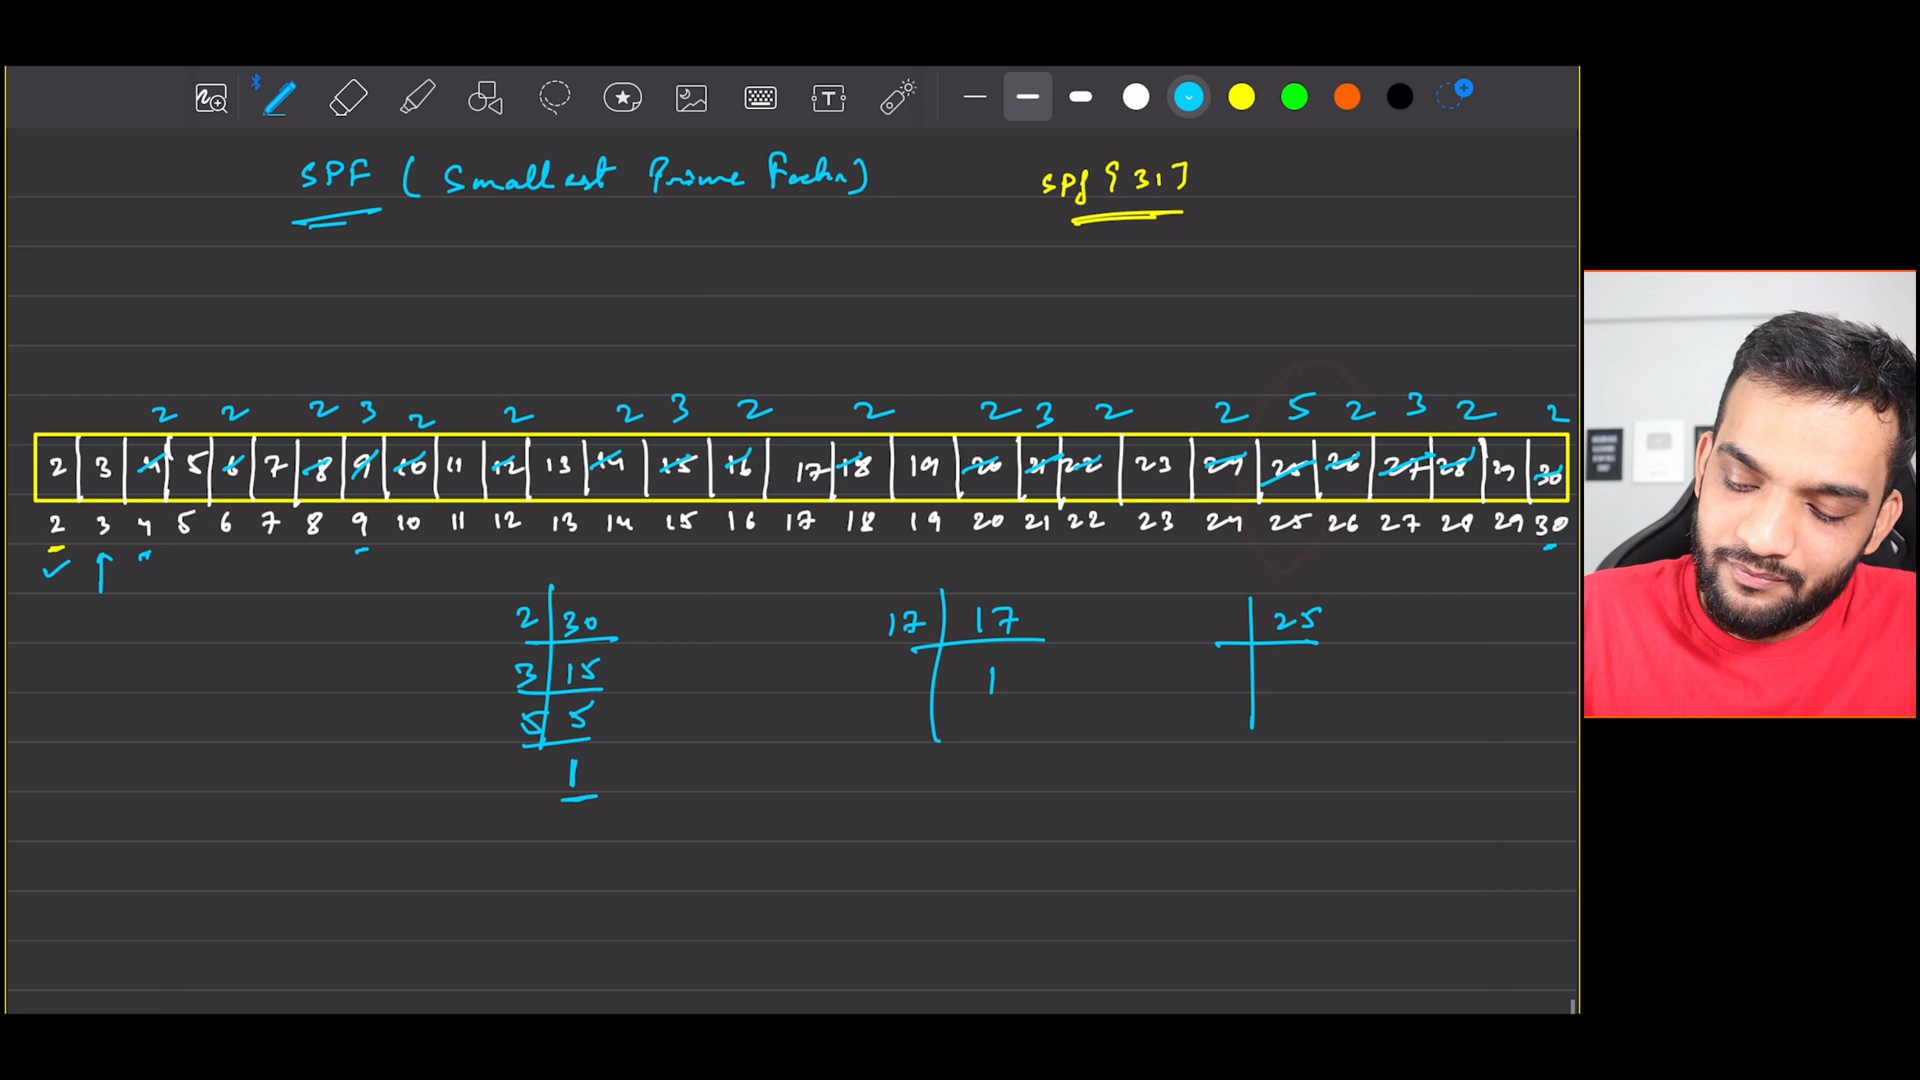 SPF (Smallest Prime Factor)
spf[31]
2 2 2 3 2 2 2 3 2 2 2 3 2 2 5 2 3 2 2
2 3 4 5 6 7 8 9 10 11 12 13 14 15 16 17 18 19 20 21 22 23 24 25 26 27 28 29 30
2 3 4 5 6 7 8 9 10 11 12 13 14 15 16 17 18 19 20 21 22 23 24 25 26 27 28 29 30
2 30 17 17 25
3 15 1
5 5
1